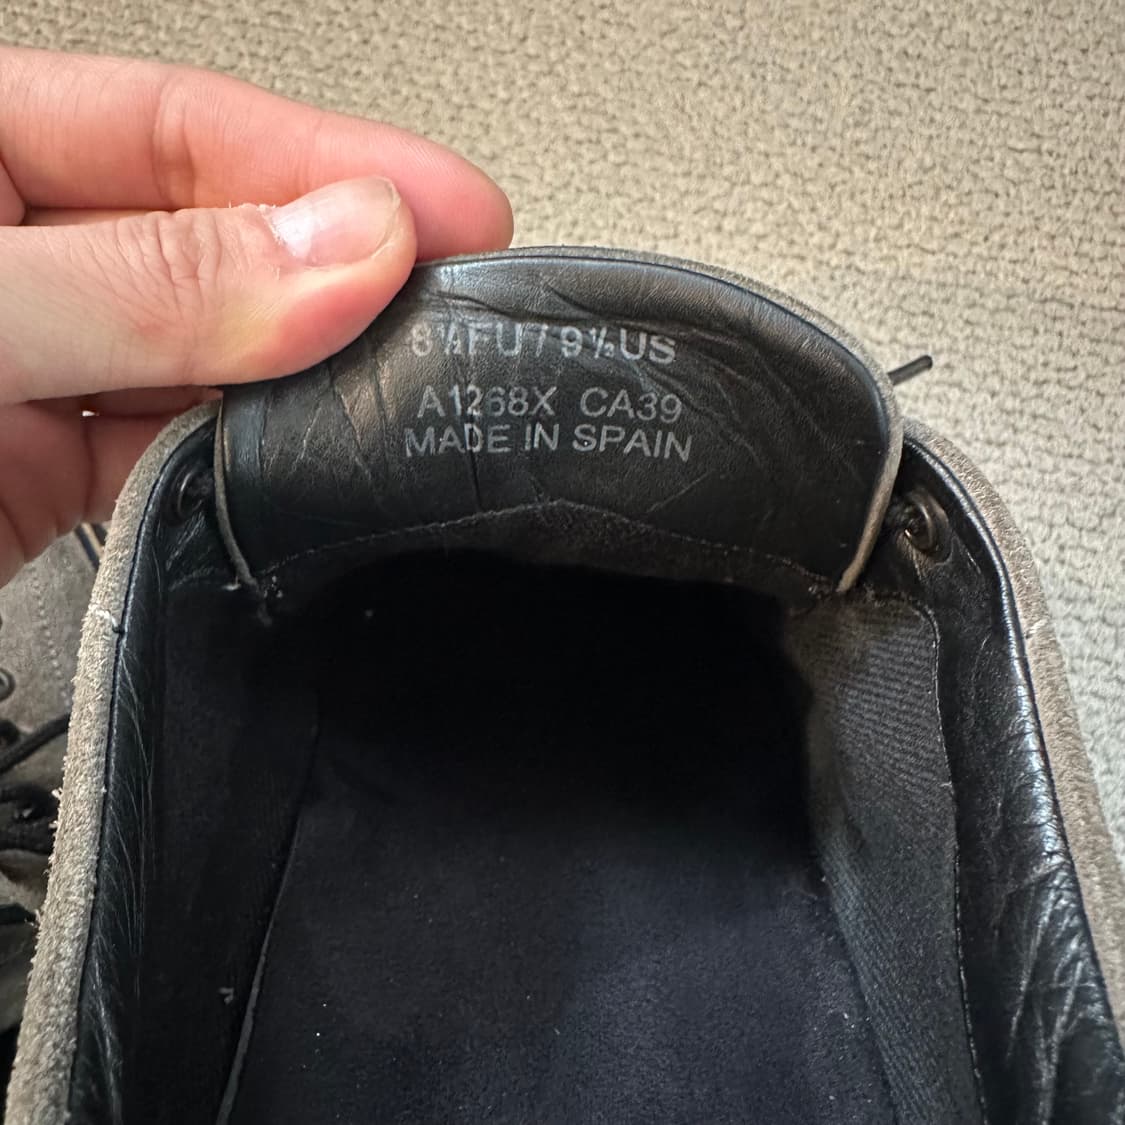 8½FU / 9½US
A1268X CA39
MADE IN SPAIN